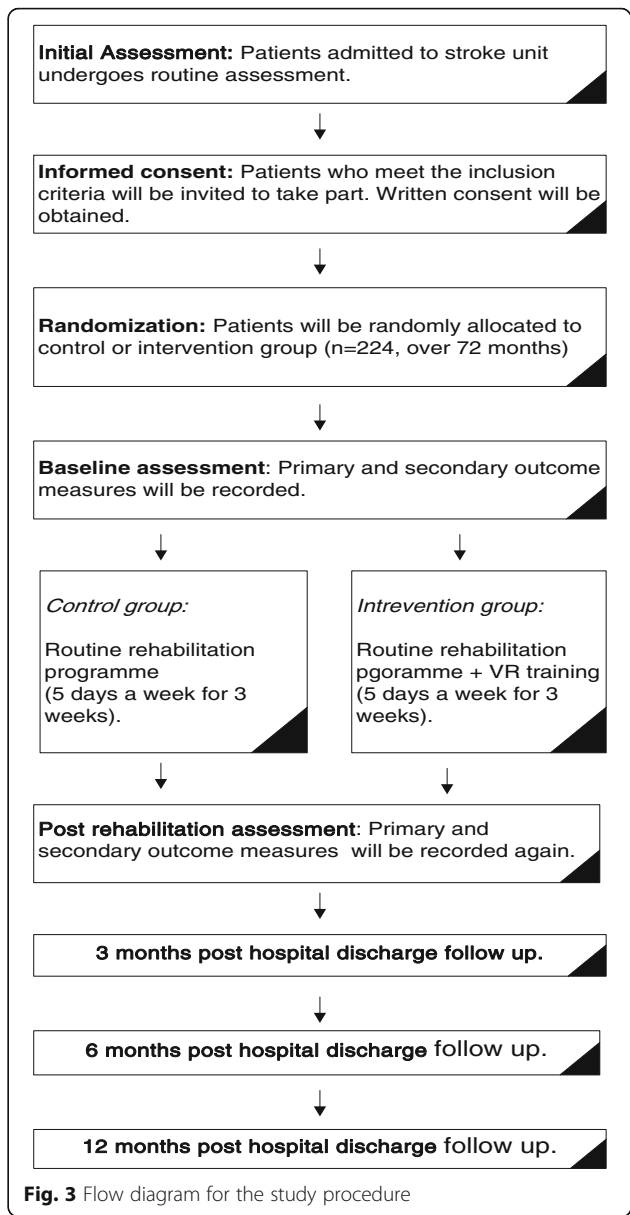 Initial Assessment: Patients admitted to stroke unit
undergoes routine assessment.
Informed consent: Patients who meet the inclusion
criteria will be invited to take part. Written consent will be
obtained.
Randomization: Patients will be randomly allocated to
control or intervention group (n=224, over 72 months)
Baseline assessment: Primary and secondary outcome
measures will be recorded.
Control group:
Routine rehabilitation
programme
(5 days a week for 3
weeks).
Intrevention group:
Routine rehabilitation
pgoramme + VR training
(5 days a week for 3
weeks).
Post rehabilitation assessment: Primary and
secondary outcome measures will be recorded again.
3 months post hospital discharge follow up.
6 months post hospital discharge follow up.
12 months post hospital discharge follow up.
Fig. 3 Flow diagram for the study procedure